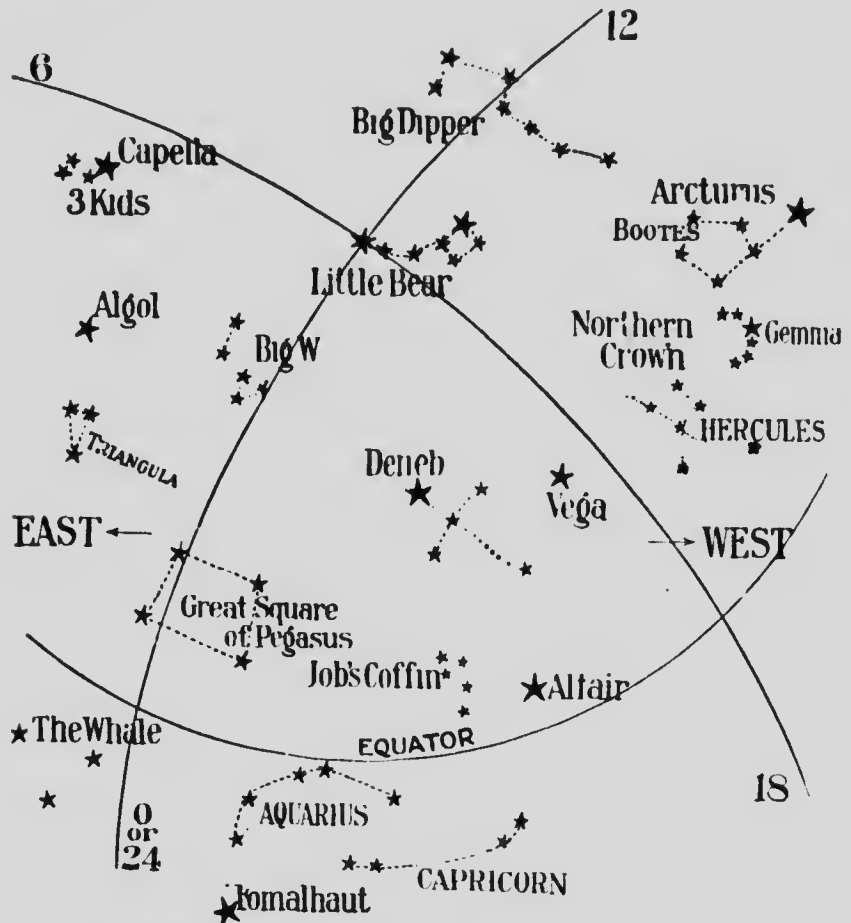 12
6
Big Dipper
Capella
3 Kids
Arcturus
BOOTES
Little Bear
Algol
Big W
Northern
Crown
Gemma
HERCULES
TRIANGULA
Deneb
Vega
EAST
WEST
Great Square
of Pegasus
Job's Coffin
Altair
The Whale
EQUATOR
18
0
or
24
AQUARIUS
CAPRICORN
Fomalhaut